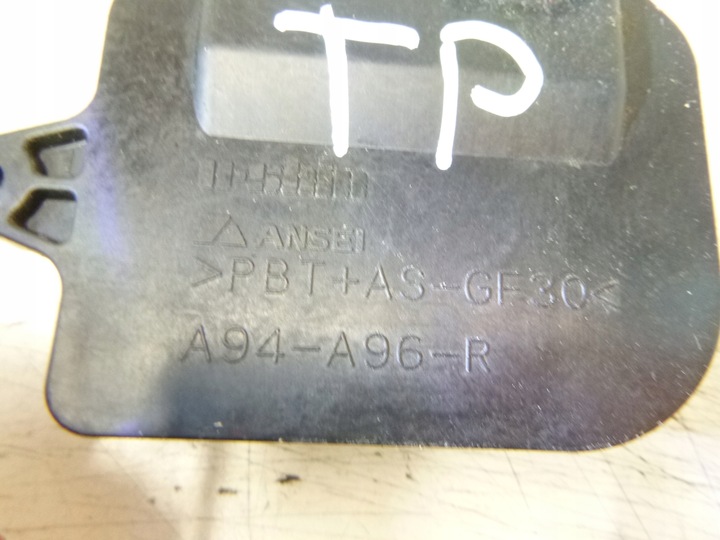 TP
ANSEI
>PBT+AS-GF30<
A94-A96-R